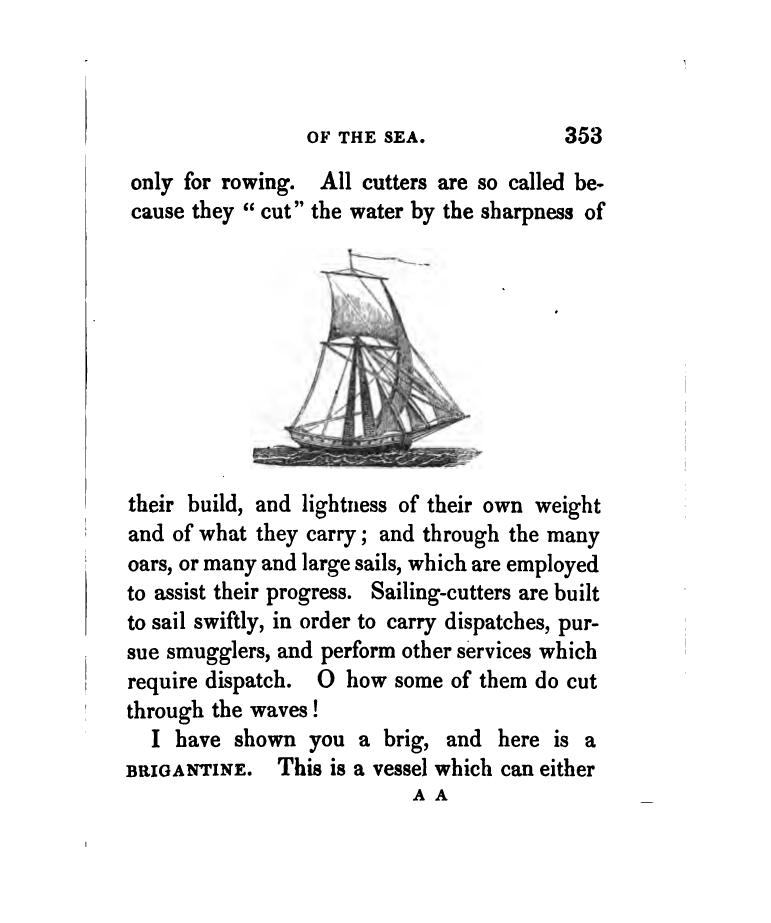 OF THE SEA. 353
only for rowing. All cutters are so called be-
cause they " cut" the water by the sharpness of
their build, and lightness of their own weight
and of what they carry ; and through the many
oars, or many and large sails, which are employed
to assist their progress. Sailing-cutters are built
to sail swiftly, in order to carry dispatches, pur-
sue smugglers, and perform other services which
require dispatch. O how some of them do cut
through the waves !
I have shown you a brig, and here is a
BRIGANTINE. This is a vessel which can either
A A